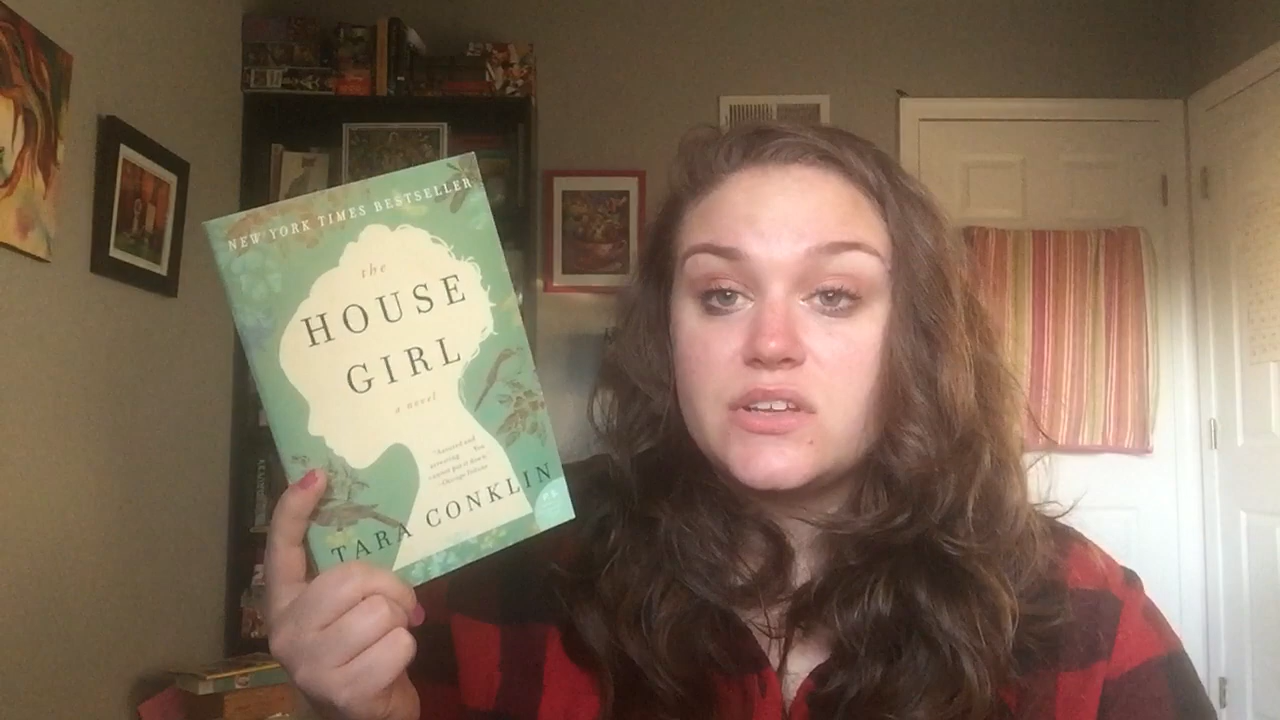 NEW YORK TIMES BESTSELLER
the
HOUSE
GIRL
a novel
TARA CONKLIN